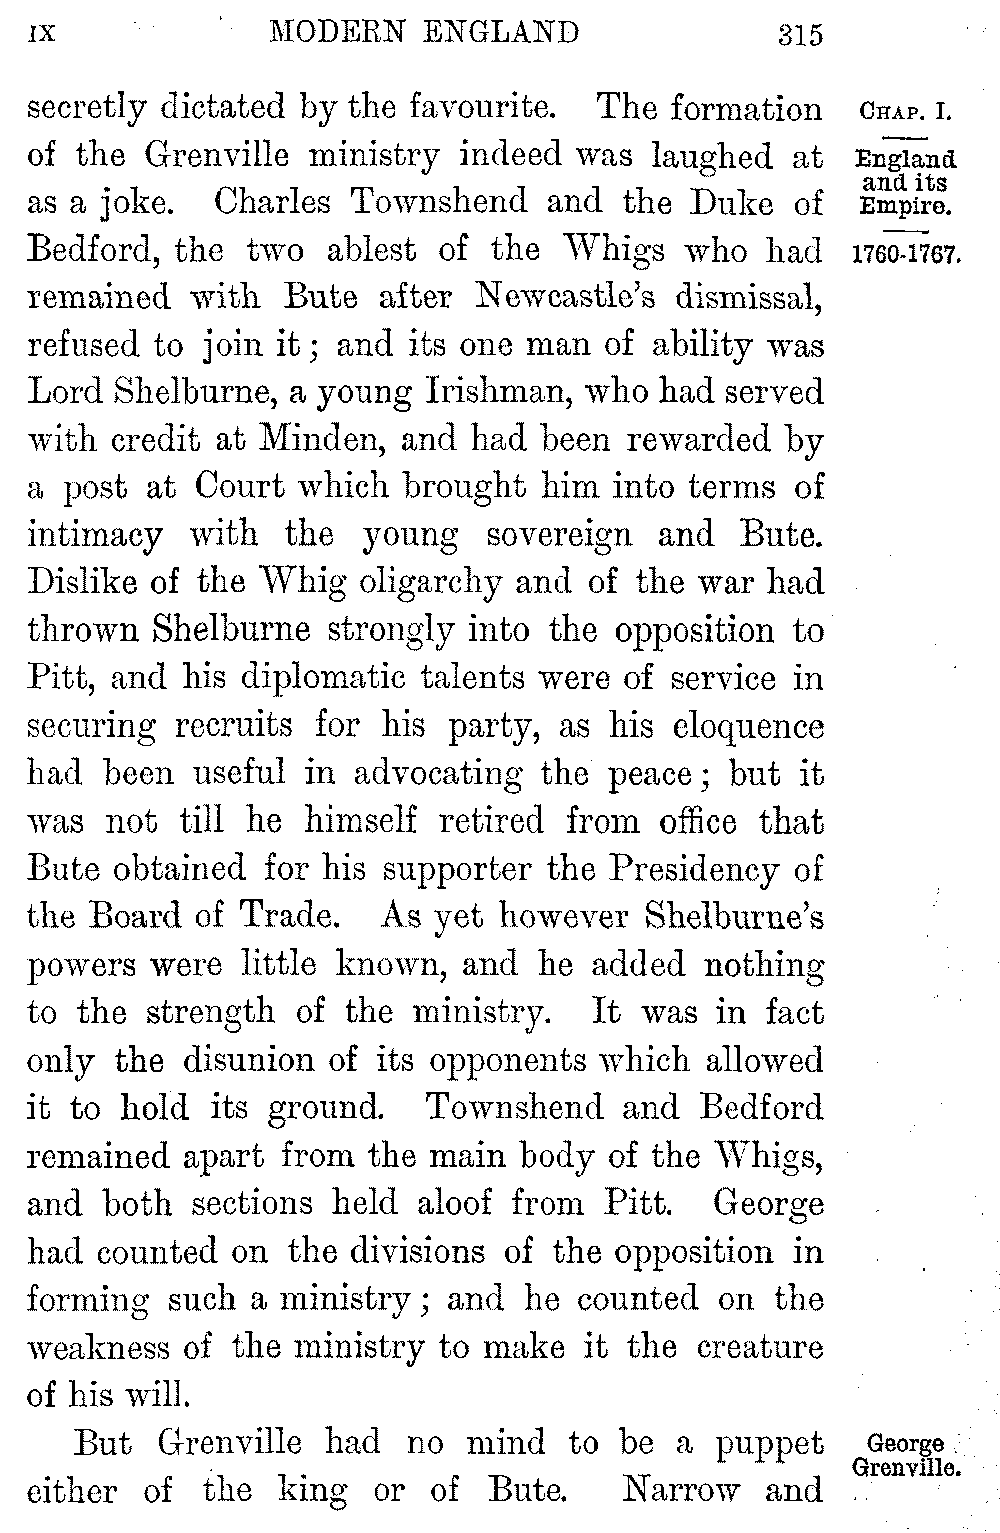 IX MODERN ENGLAND 315
secretly dictated by the favourite. The formation
of the Grenville ministry indeed was laughed at
as a joke. Charles Townshend and the Duke of
Bedford, the two ablest of the Whigs who had
remained with Bute after Newcastle's dismissal,
refused to join it; and its one man of ability was
Lord Shelburne, a young Irishman, who had served
with credit at Minden, and had been rewarded by
a post at Court which brought him into terms of
intimacy with the young sovereign and Bute.
Dislike of the Whig oligarchy and of the war had
thrown Shelburne strongly into the opposition to
Pitt, and his diplomatic talents were of service in
securing recruits for his party, as his eloquence
had been useful in advocating the peace; but it
was not till he himself retired from office that
Bute obtained for his supporter the Presidency of
the Board of Trade. As yet however Shelburne's
powers were little known, and he added nothing
to the strength of the ministry. It was in fact
only the disunion of its opponents which allowed
it to hold its ground. Townshend and Bedford
remained apart from the main body of the Whigs,
and both sections held aloof from Pitt. George
had counted on the divisions of the opposition in
forming such a ministry; and he counted on the
weakness of the ministry to make it the creature
of his will.
But Grenville had no mind to be a puppet
either of the king or of Bute. Narrow and
CHAP. I.
England
and its
Empire.
1760-1767.
George
Grenville.